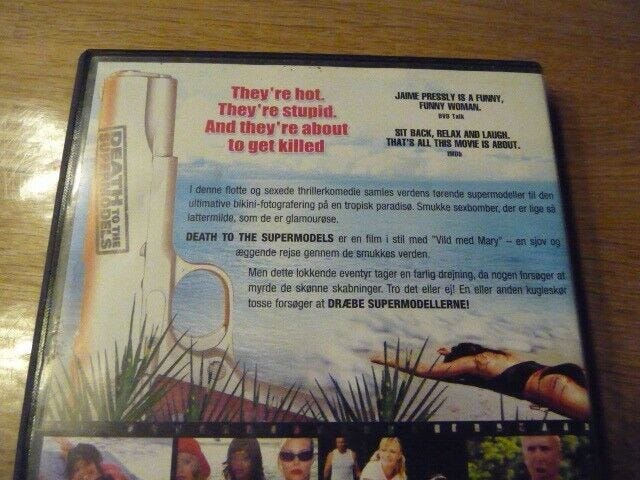 They're hot.
They're stupid.
And they're about
to get killed
JAIME PRESSLY IS A FUNNY,
FUNNY WOMAN.
DVD Talk
SIT BACK, RELAX AND LAUGH.
THAT'S ALL THIS MOVIE IS ABOUT.
IMDb
DEATH TO THE
SUPERMODELS
I denne flotte og sexede thrillerkomedie samles verdens førende supermodeller til den
ultimative bikini-fotografering på en tropisk paradisø. Smukke sexbomber, der er lige så
lattermilde, som de er glamourøse.
DEATH TO THE SUPERMODELS er en film i stil med "Vild med Mary" -- en sjov og
æggende rejse gennem de smukkes verden.
Men dette lokkende eventyr tager en farlig drejning, da nogen forsøger at
myrde de skønne skabninger. Tro det eller ej! En eller anden kugleskør
tosse forsøger at DRÆBE SUPERMODELLERNE!